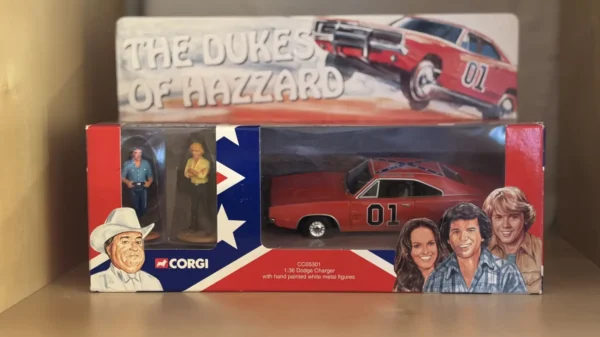 THE DUKES
OF HAZZARD
01
01
CORGI
CC05301
1:36 Dodge Charger
with hand painted white metal figures